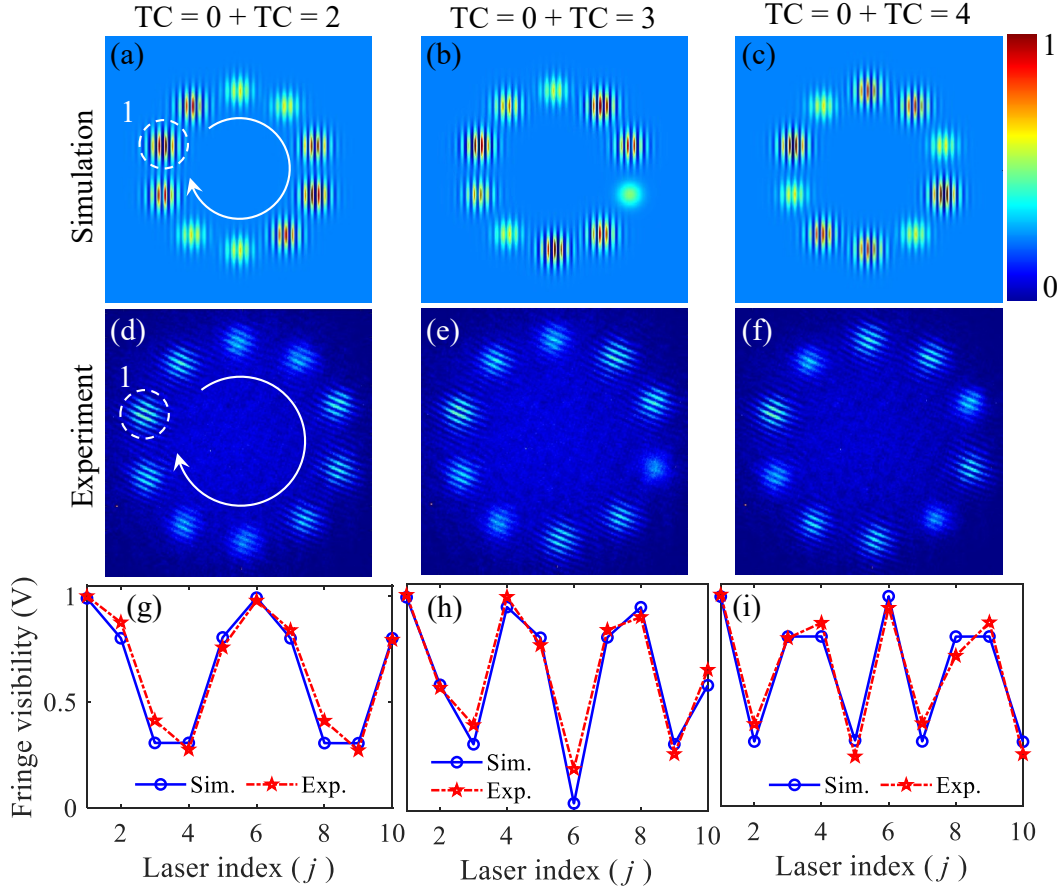 TC = 0 + TC = 2 TC = 0 + TC = 3 TC = 0 + TC = 4
(a) (b) (c) 1
1
Simulation
0
(d) (e) (f)
1
Experiment
1 (g) (h) (i)
Fringe visibility (V)
0.5
Sim. Exp.
Sim.
Exp.
Sim. Exp.
0
2 4 6 8 10 2 4 6 8 10 2 4 6 8 10
Laser index ( j ) Laser index ( j ) Laser index ( j )